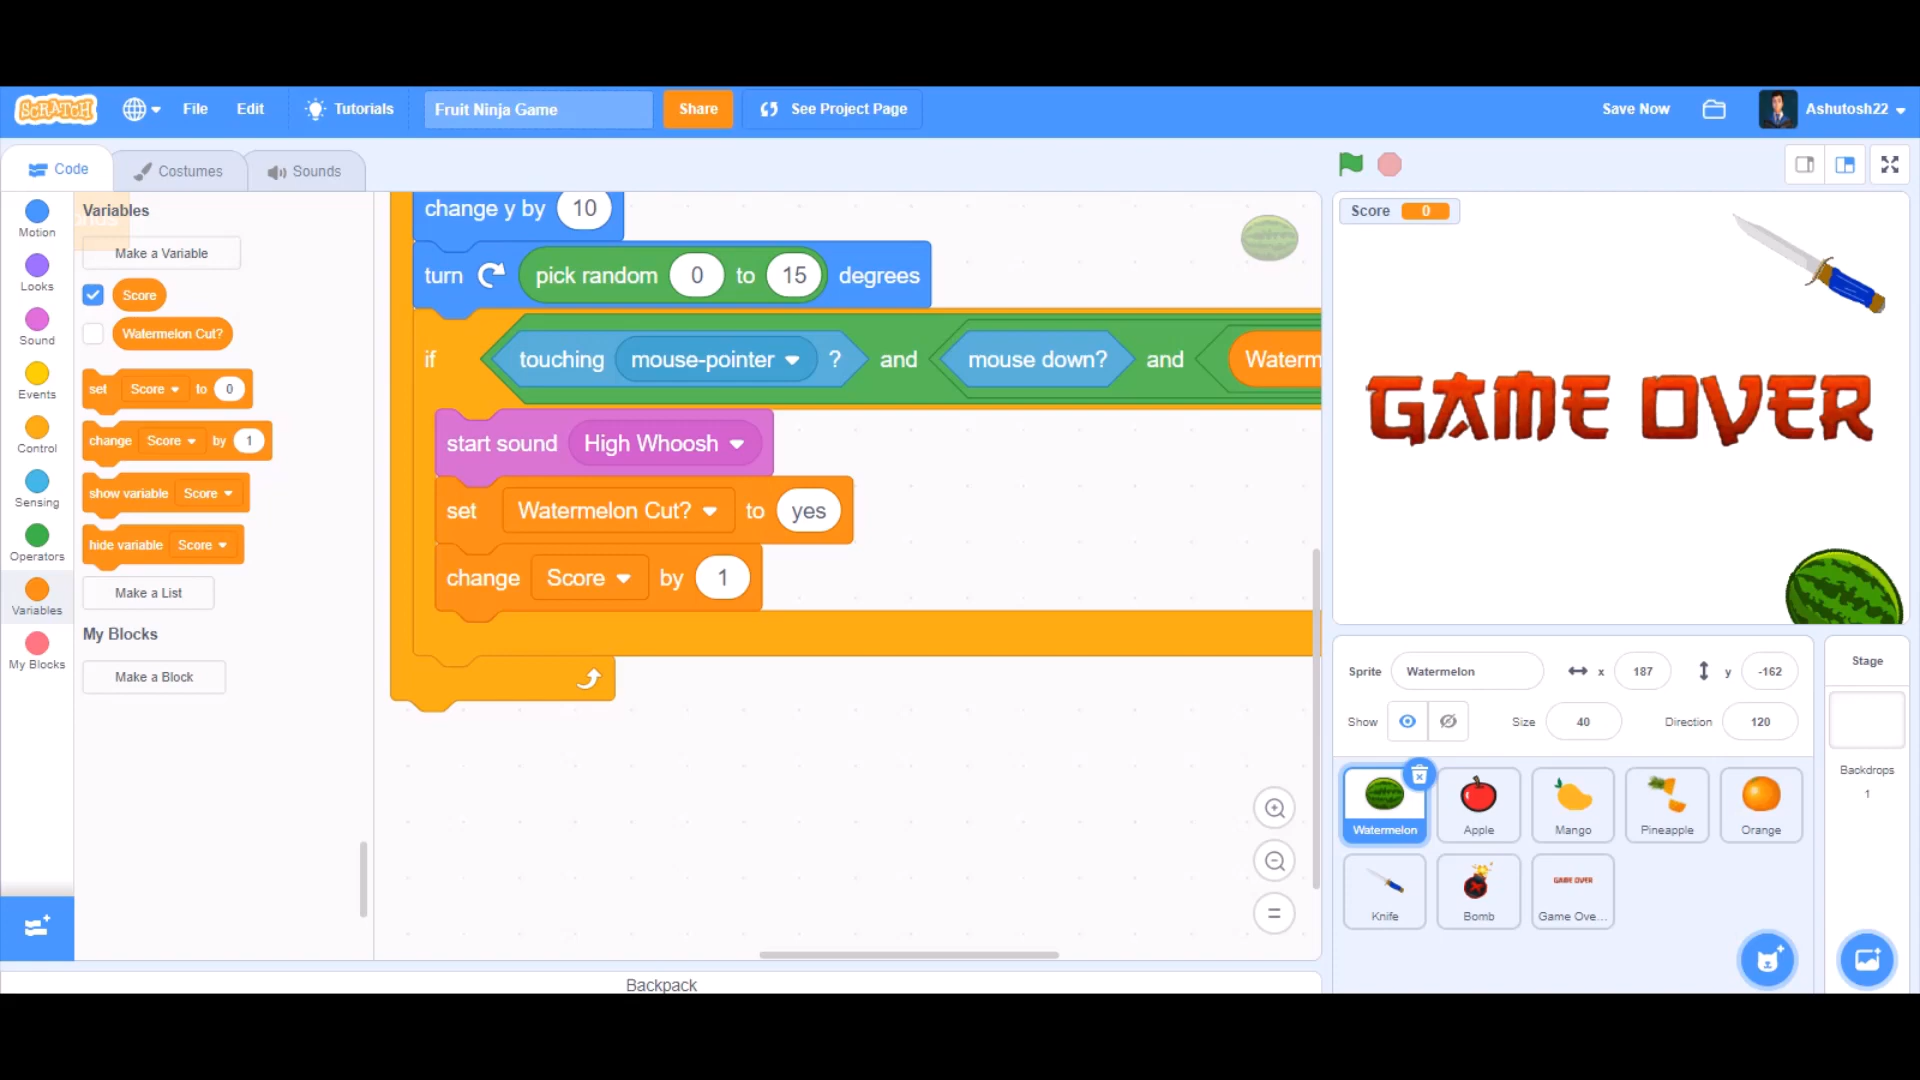 SCRATCH File Edit Tutorials Fruit Ninja Game Share See Project Page Save Now Ashutosh22
Code Costumes Sounds
Motion
Looks
Sound
Events
Control
Sensing
Operators
Variables
My Blocks
Variables
Make a Variable
Score
Watermelon Cut?
set Score to 0
change Score by 1
show variable Score
hide variable Score
Make a List
My Blocks
Make a Block
change y by 10
turn pick random 0 to 15 degrees
if touching mouse-pointer ? and mouse down? and Waterm
start sound High Whoosh
set Watermelon Cut? to yes
change Score by 1
Backpack
Score 0
GAME OVER
Sprite Watermelon x 187 y -162
Show Size 40 Direction 120
Watermelon Apple Mango Pineapple Orange
GAME OVER
Knife Bomb Game Ove...
Stage
Backdrops
1